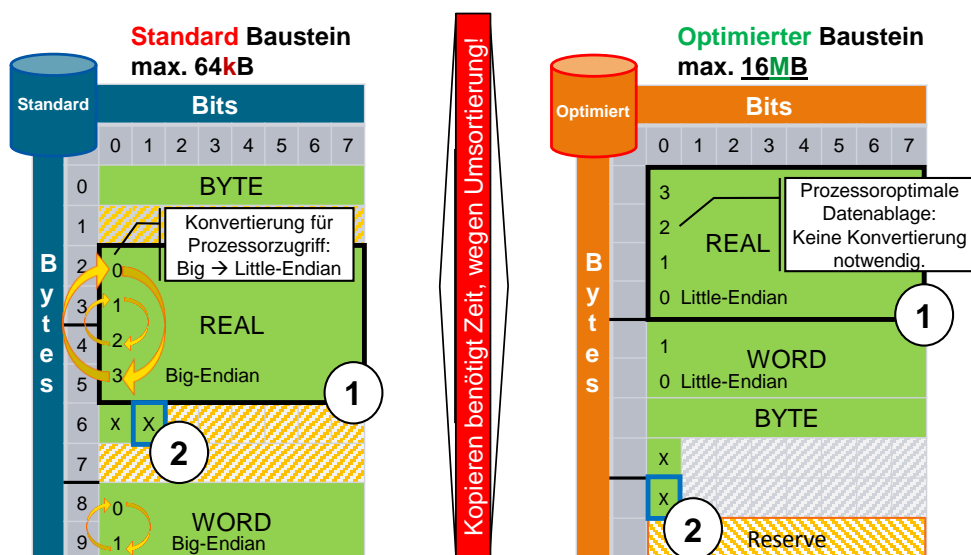 Standard Baustein
max. 64kB
Standard
Bits
0 1 2 3 4 5 6 7
Bytes
0 BYTE
1
Konvertierung für
Prozessorzugriff:
Big → Little-Endian
2 0
3 1
REAL
4 2
5 3 Big-Endian
1
6 X X
2
7
8 0
WORD
9 1 Big-Endian
Kopieren benötigt Zeit, wegen Umsortierung!
Optimierter Baustein
max. 16MB
Optimiert
Bits
0 1 2 3 4 5 6 7
Bytes
3
Prozessoroptimale
Datenablage:
Keine Konvertierung
notwendig.
2
REAL
1
0 Little-Endian
1
1
WORD
0 Little-Endian
BYTE
x
x
2
Reserve